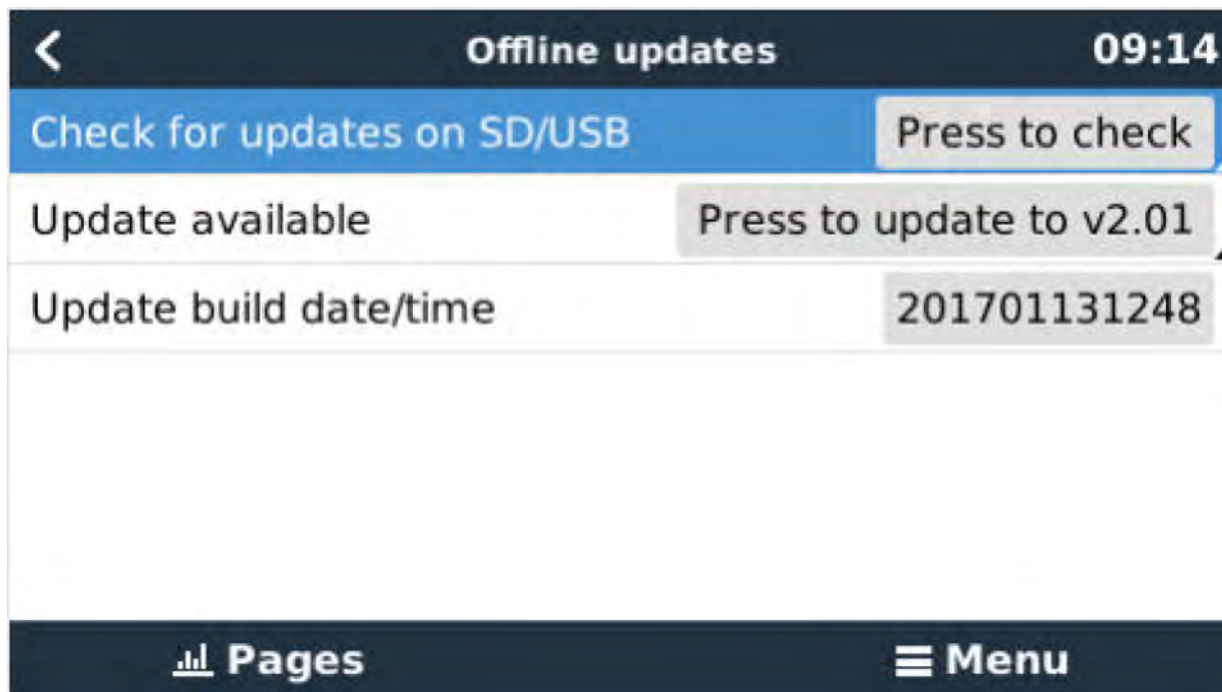 Offline updates 09:14
Check for updates on SD/USB Press to check
Update available Press to update to v2.01
Update build date/time 201701131248
Pages Menu